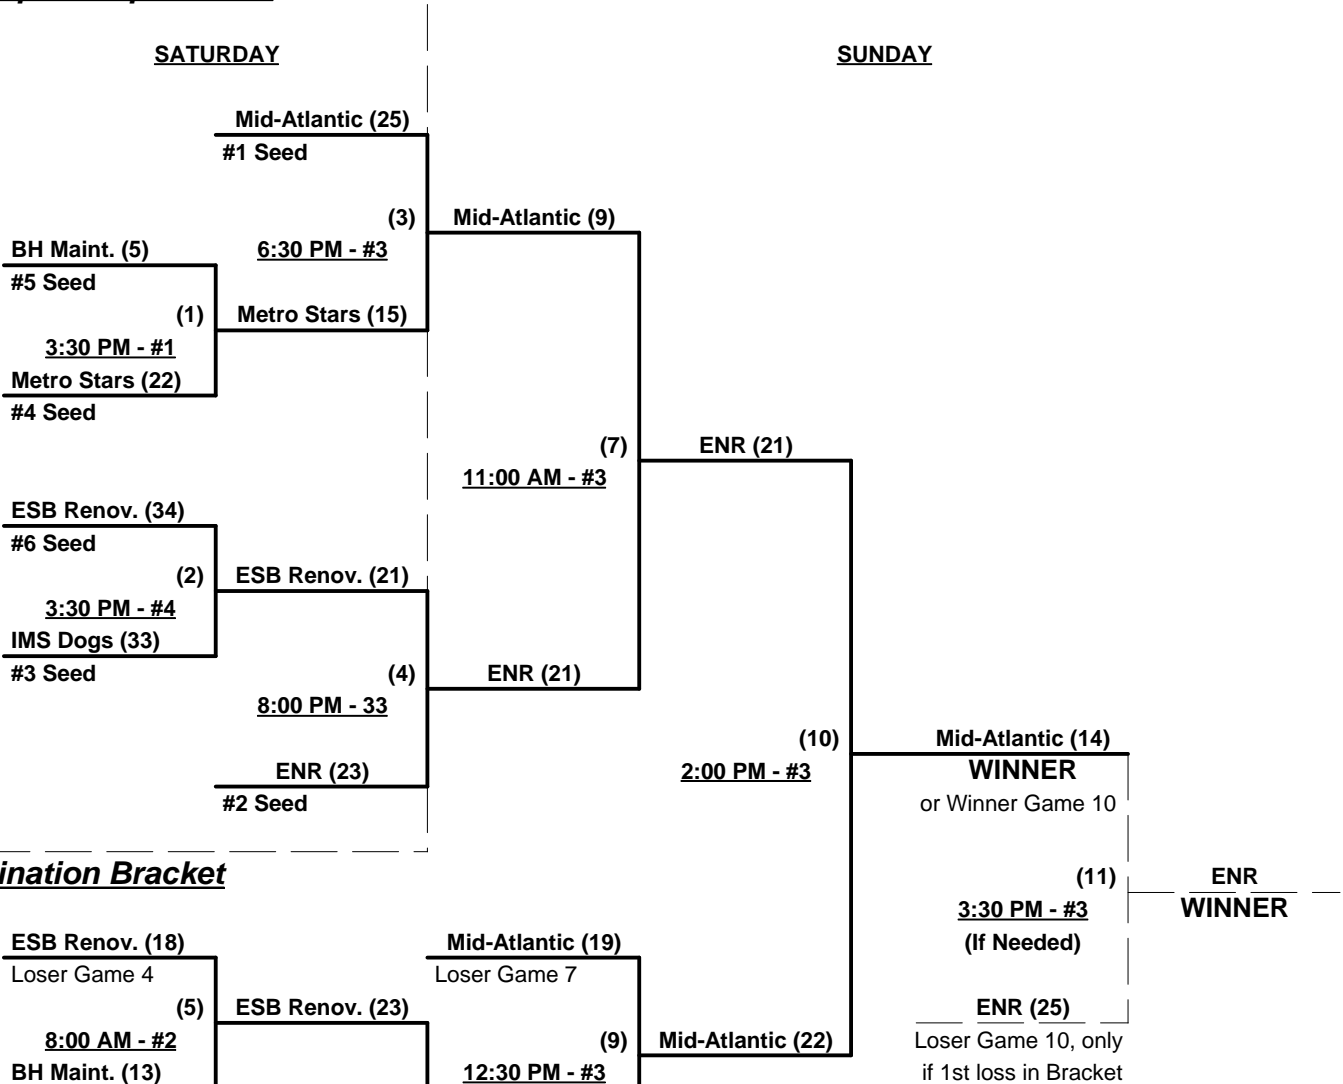 SATURDAY
SUNDAY
Mid-Atlantic (25)
#1 Seed
(3)
Mid-Atlantic (9)
BH Maint. (5)
6:30 PM - #3
#5 Seed
(1)
Metro Stars (15)
3:30 PM - #1
Metro Stars (22)
#4 Seed
(7)
ENR (21)
11:00 AM - #3
ESB Renov. (34)
#6 Seed
(2)
ESB Renov. (21)
3:30 PM - #4
IMS Dogs (33)
#3 Seed
(4)
ENR (21)
8:00 PM - 33
(10)
Mid-Atlantic (14)
ENR (23)
2:00 PM - #3
WINNER
#2 Seed
or Winner Game 10
ination Bracket
(11)
ENR
3:30 PM - #3
WINNER
(If Needed)
ESB Renov. (18)
Mid-Atlantic (19)
Loser Game 4
Loser Game 7
(5)
ESB Renov. (23)
ENR (25)
8:00 AM - #2
(9)
Mid-Atlantic (22)
Loser Game 10, only
BH Maint. (13)
12:30 PM - #3
if 1st loss in Bracket